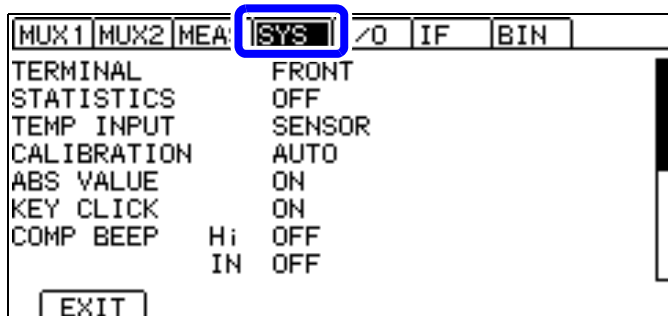 MUX1 MUX2 MEA SYS /O IF BIN
TERMINAL FRONT
STATISTICS OFF
TEMP INPUT SENSOR
CALIBRATION AUTO
ABS VALUE ON
KEY CLICK ON
COMP BEEP Hi OFF
IN OFF
EXIT